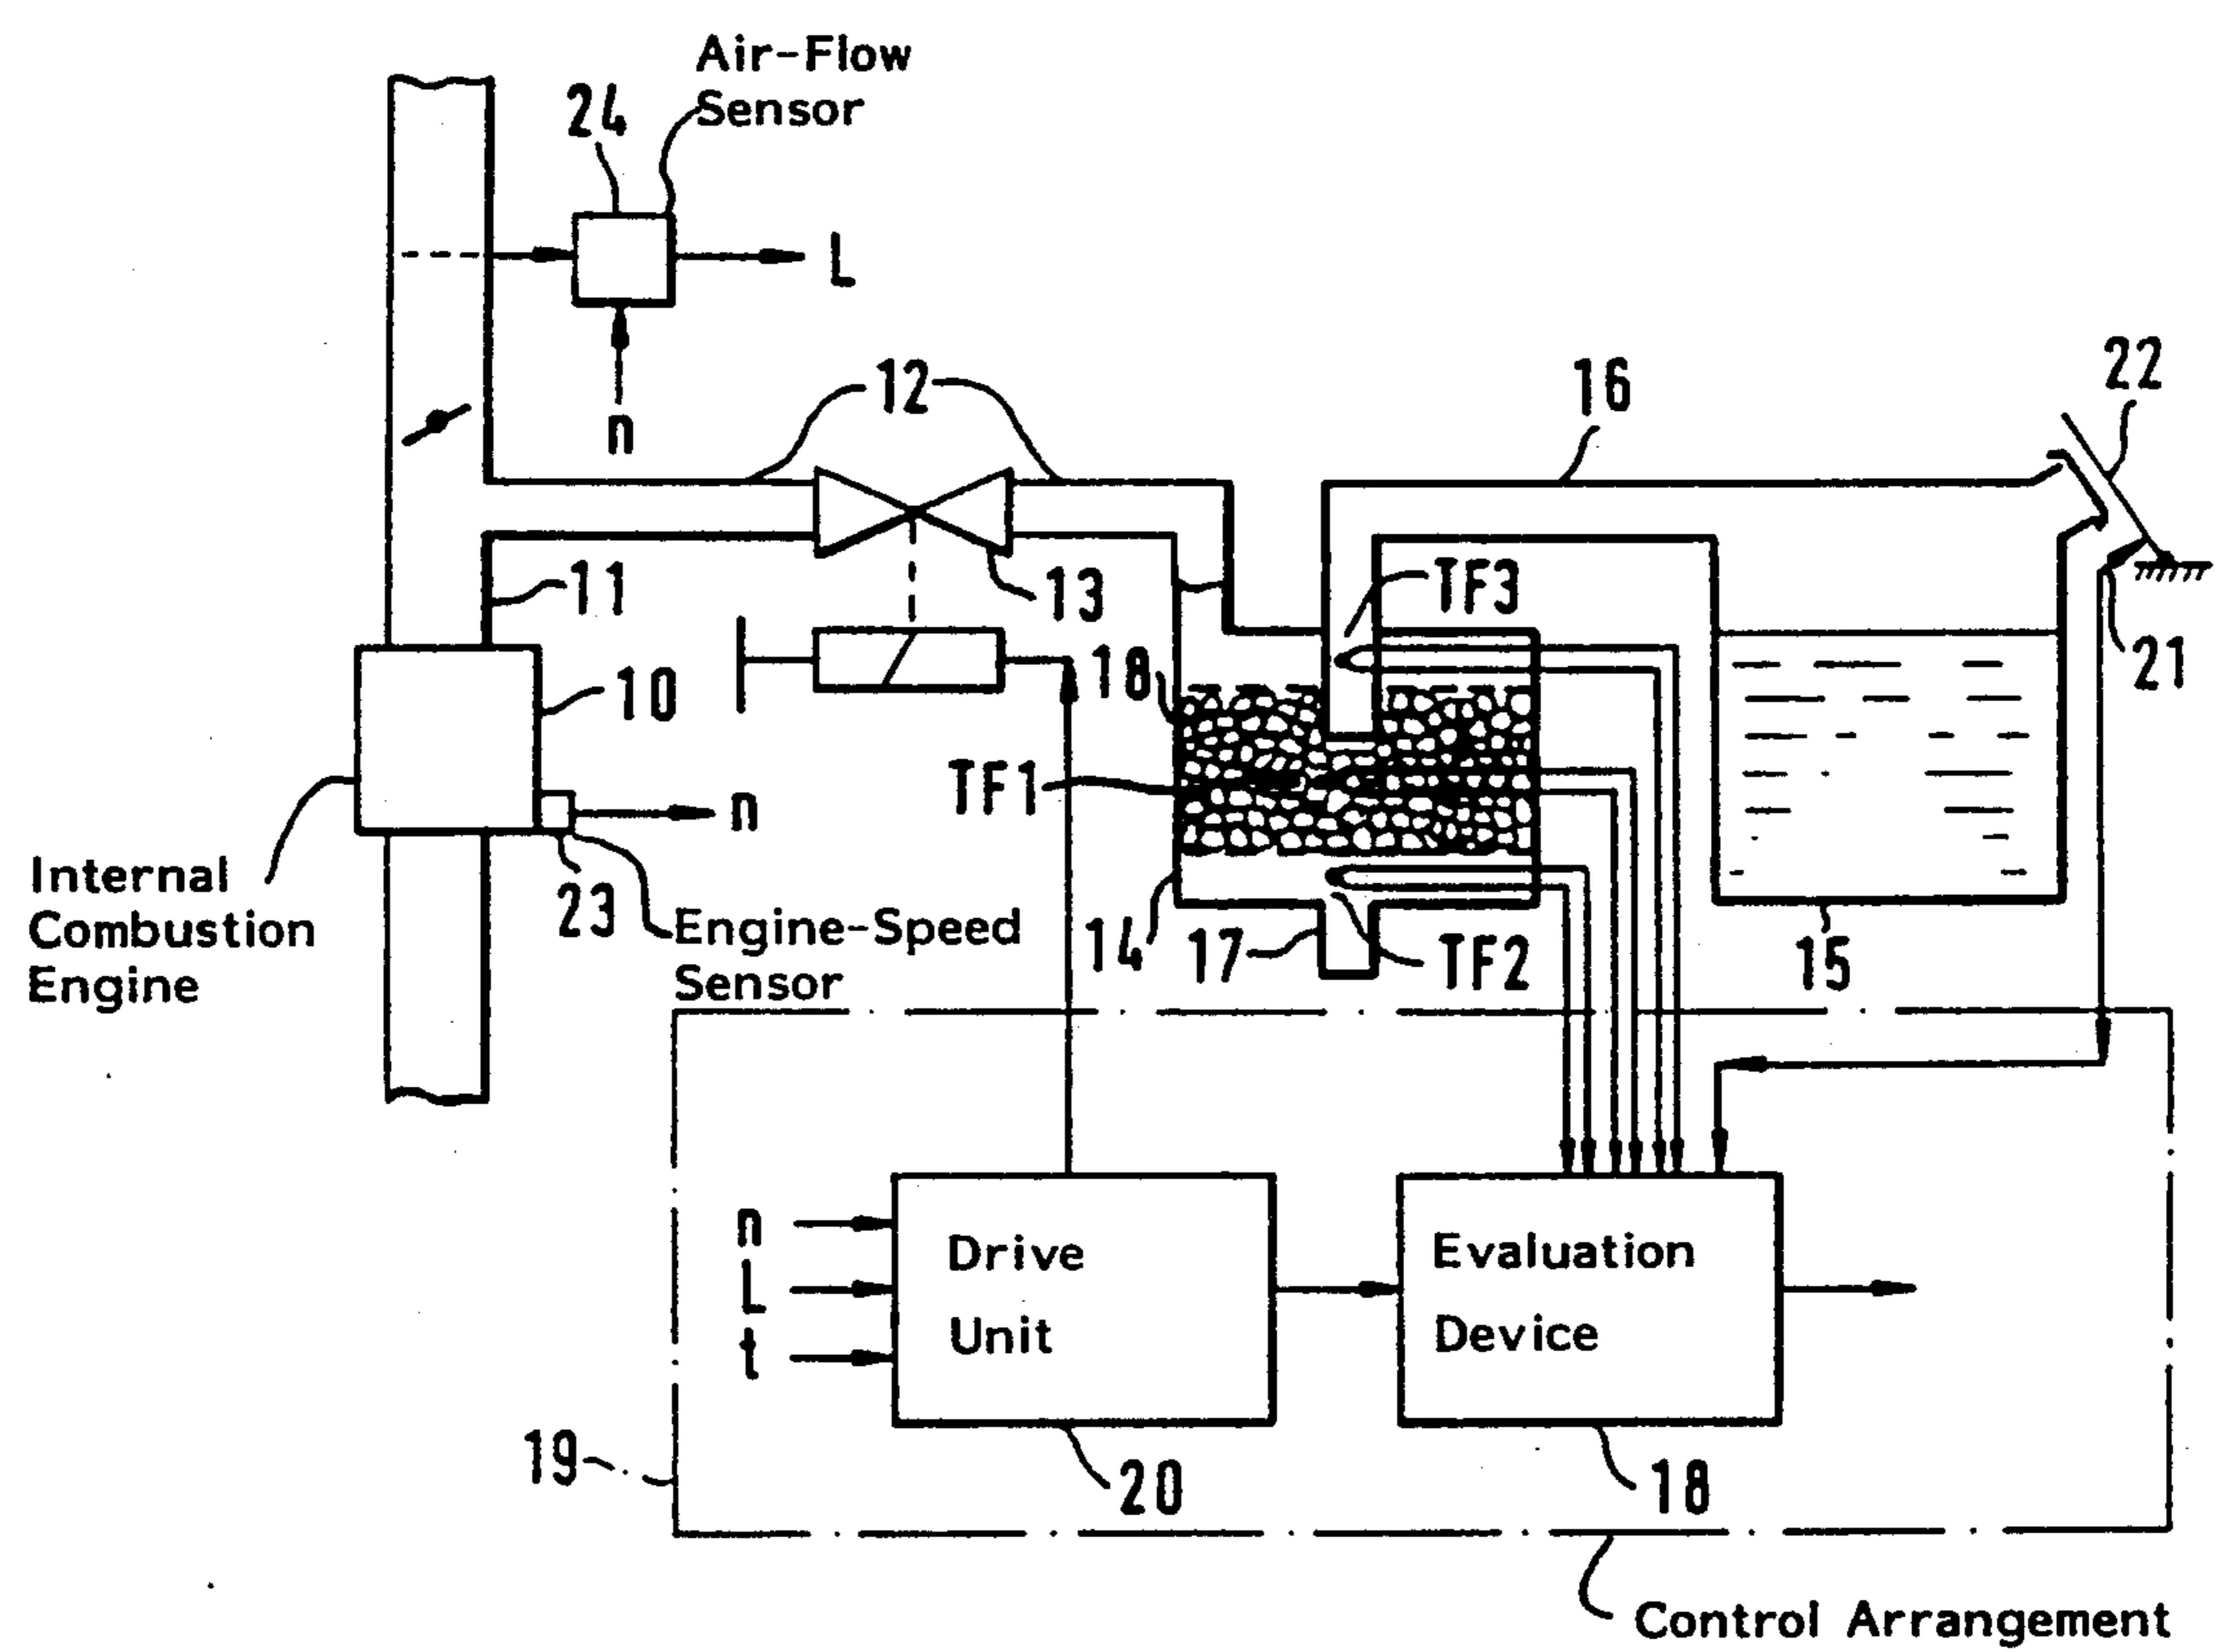 Air-Flow
Sensor
24
L
n
12
16
22
11
13
TF3
21
10
18
TF1
n
Internal
Combustion
Engine
23
Engine-Speed
Sensor
14
17
TF2
15
n
L
t
Drive
Unit
Evaluation
Device
19
20
18
Control Arrangement